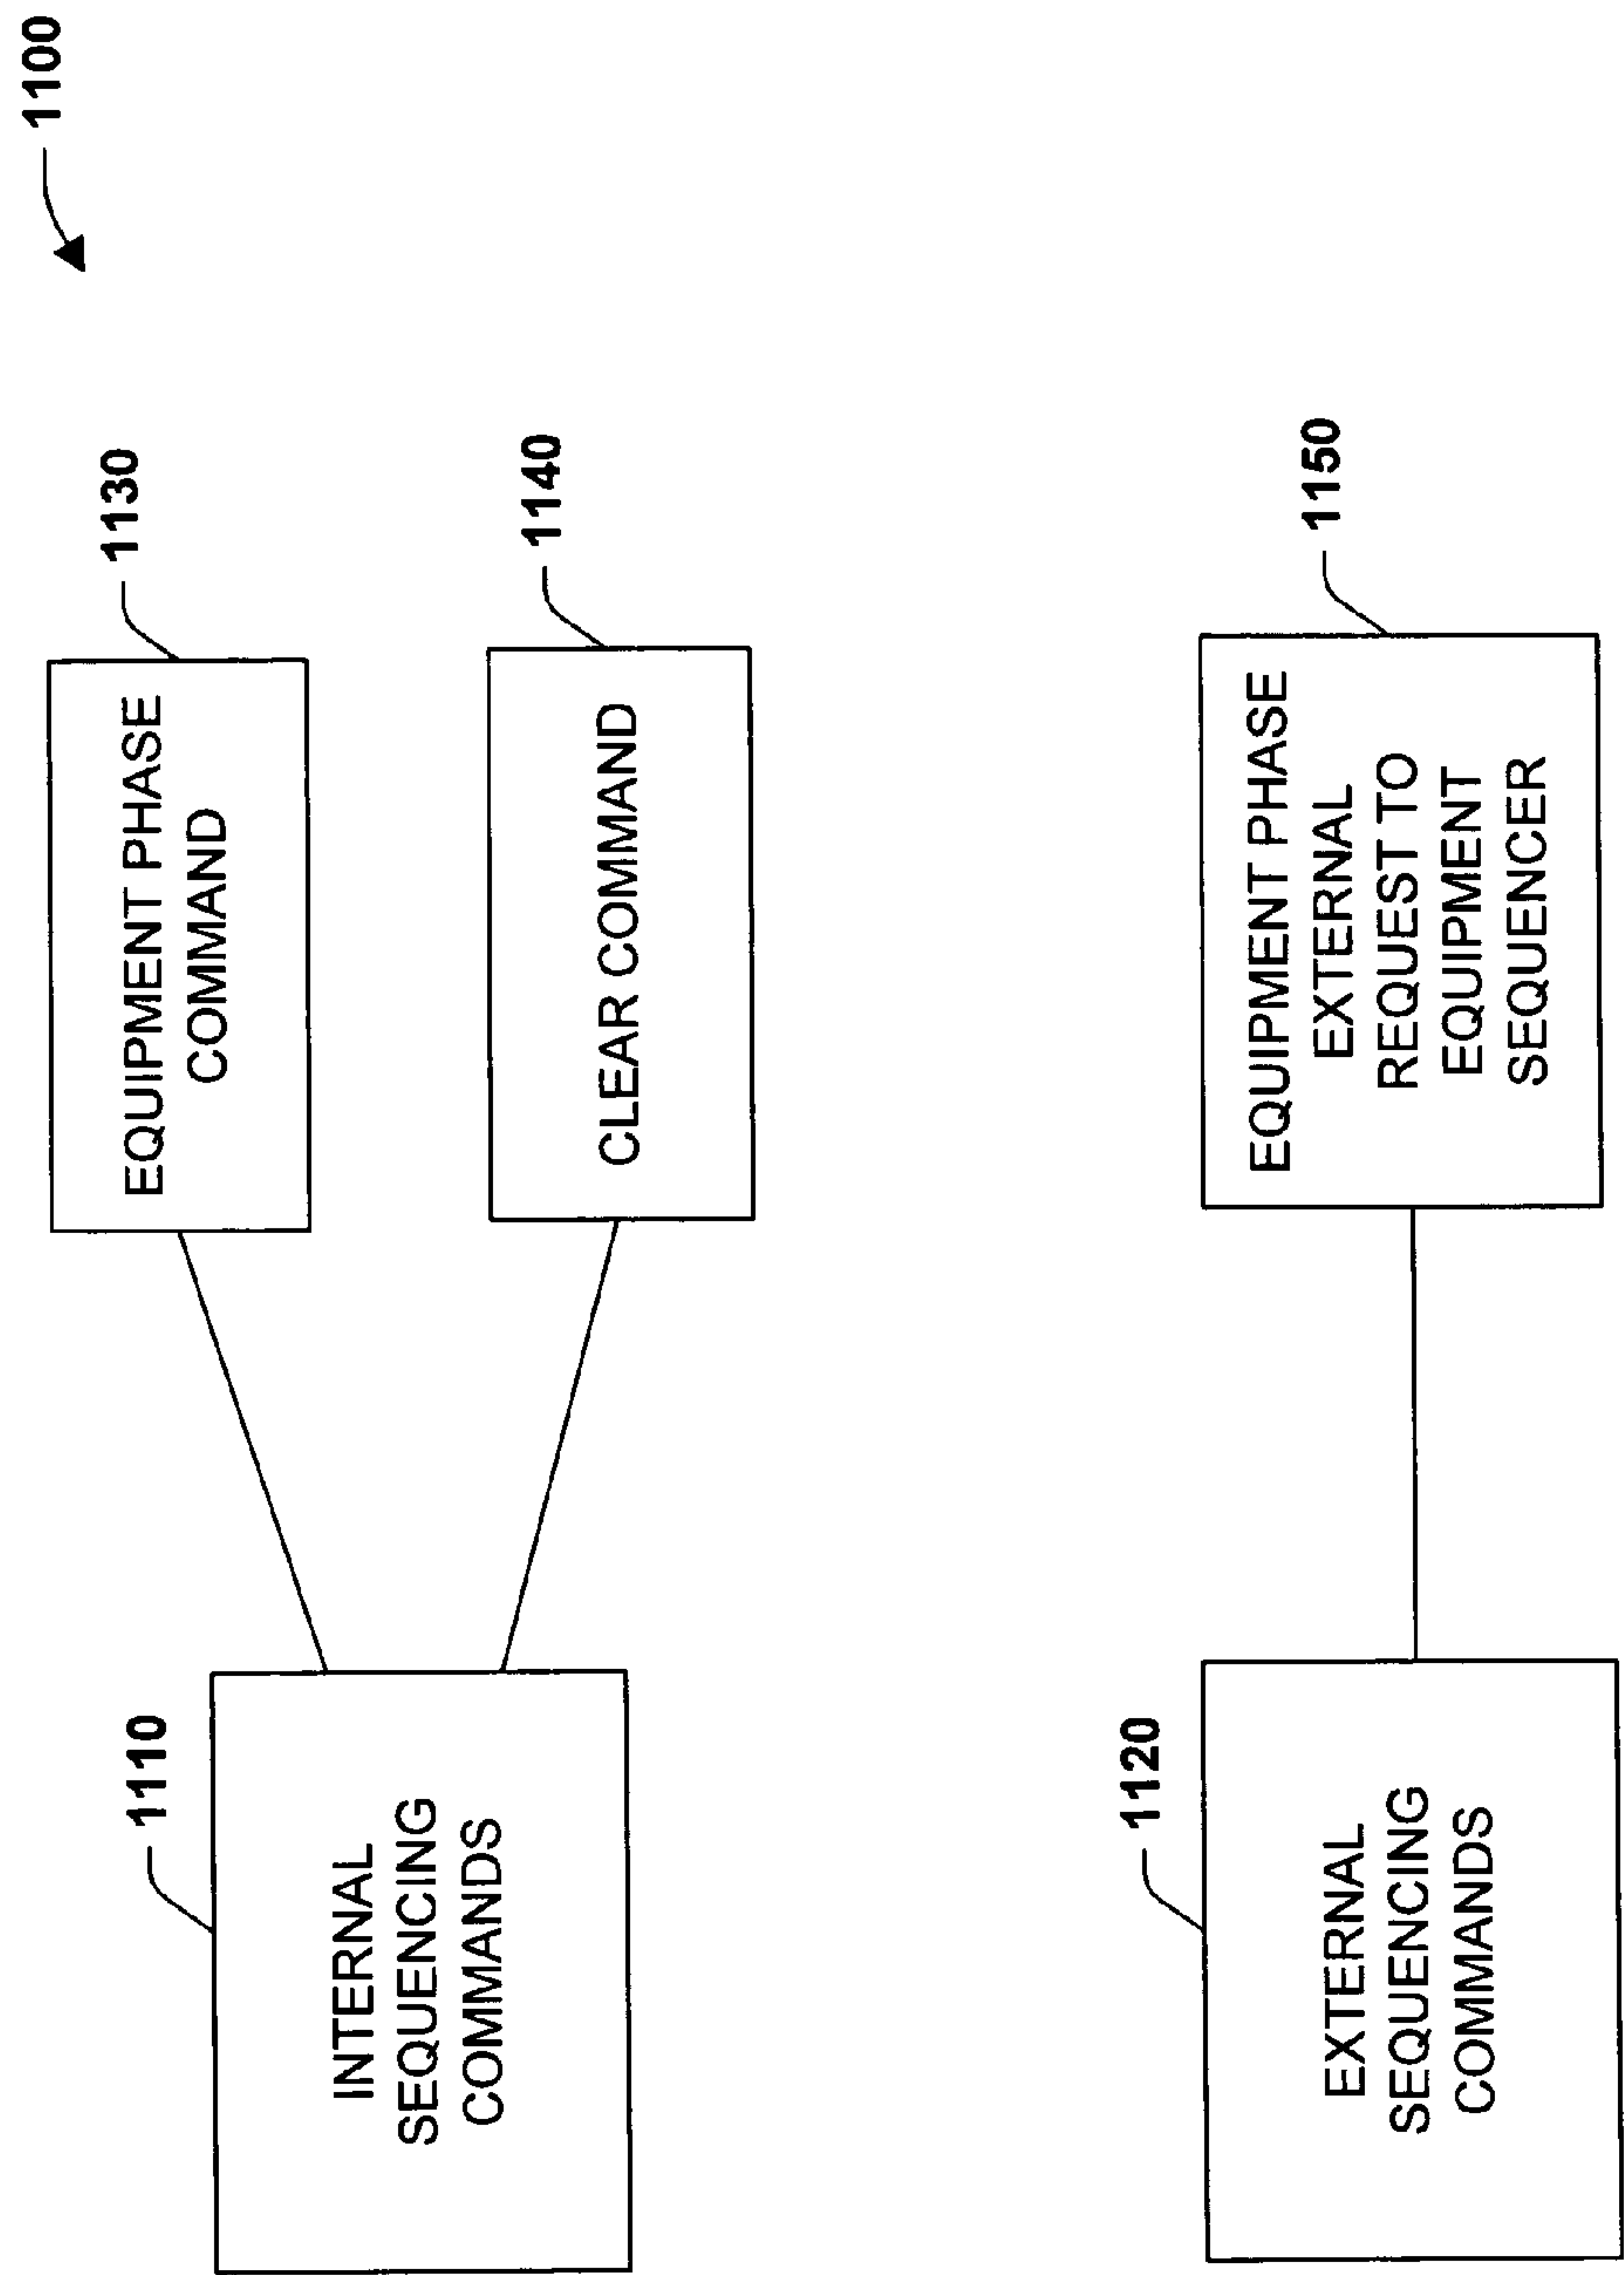 1100
1110
INTERNAL
SEQUENCING
COMMANDS
1130
EQUIPMENT PHASE
COMMAND
1140
CLEAR COMMAND
1120
EXTERNAL
SEQUENCING
COMMANDS
1150
EQUIPMENT PHASE
EXTERNAL
REQUEST TO
EQUIPMENT
SEQUENCER